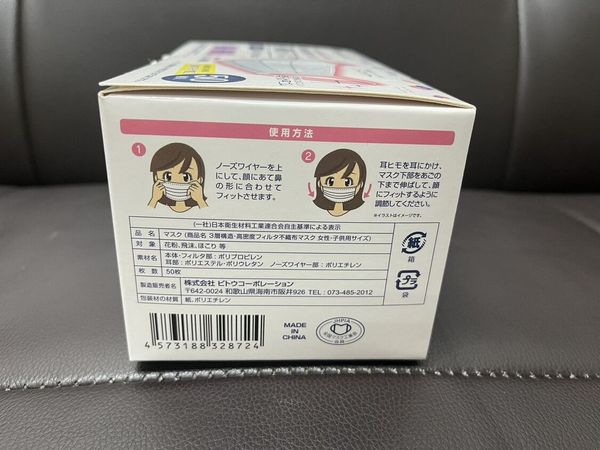 使用方法
1
ノーズワイヤーを上
にして、顔にあて鼻
の形に合わせて
フィットさせます。
2
耳ヒモを耳にかけ、
マスク下部をあごの
下まで伸ばして、顔
にフィットするように
調節してください。
※イラストはイメージです。
(一社)日本衛生材料工業連合会自主基準による表示
品 名 マスク (商品名 3層構造・高密度フィルタ不織布マスク 女性・子供用サイズ)
対 象 花粉、飛沫、ほこり 等
素材名 本体・フィルタ部:ポリプロピレン
耳部:ポリエステル・ポリウレタン ノーズワイヤー部:ポリエチレン
枚 数 50枚
製造販売者名 株式会社 ビトウコーポレーション
〒642-0024 和歌山県海南市阪井926 TEL:073-485-2012
包装材の材質 紙、ポリエチレン
紙
箱
プラ
袋
4573188328724
MADE IN
CHINA
JHPIA
全国マスク工業会
会員